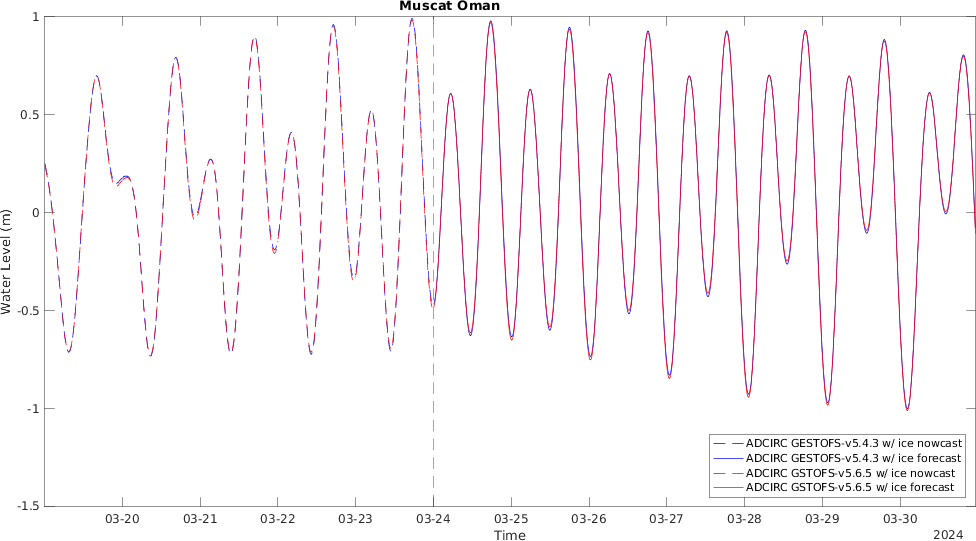 Muscat Oman
1
0.5
0
-0.5
-1
-1.5
Water Level (m)
03-20 03-21 03-22 03-23 03-24 03-25 03-26 03-27 03-28 03-29 03-30
Time
2024
ADCIRC GESTOFS-v5.4.3 w/ ice nowcast
ADCIRC GESTOFS-v5.4.3 w/ ice forecast
ADCIRC GSTOFS-v5.6.5 w/ ice nowcast
ADCIRC GSTOFS-v5.6.5 w/ ice forecast